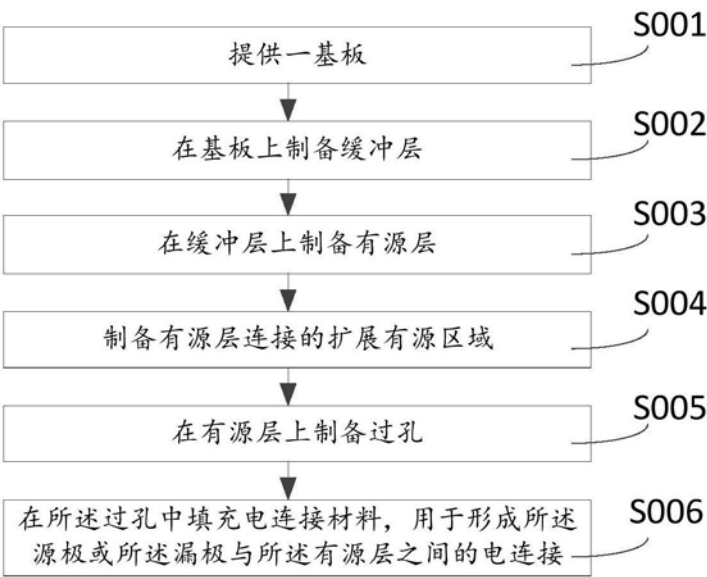 S001
提供一基板
S002
在基板上制备缓冲层
S003
在缓冲层上制备有源层
S004
制备有源层连接的扩展有源区域
S005
在有源层上制备过孔
S006
在所述过孔中填充电连接材料，用于形成所述
源极或所述漏极与所述有源层之间的电连接